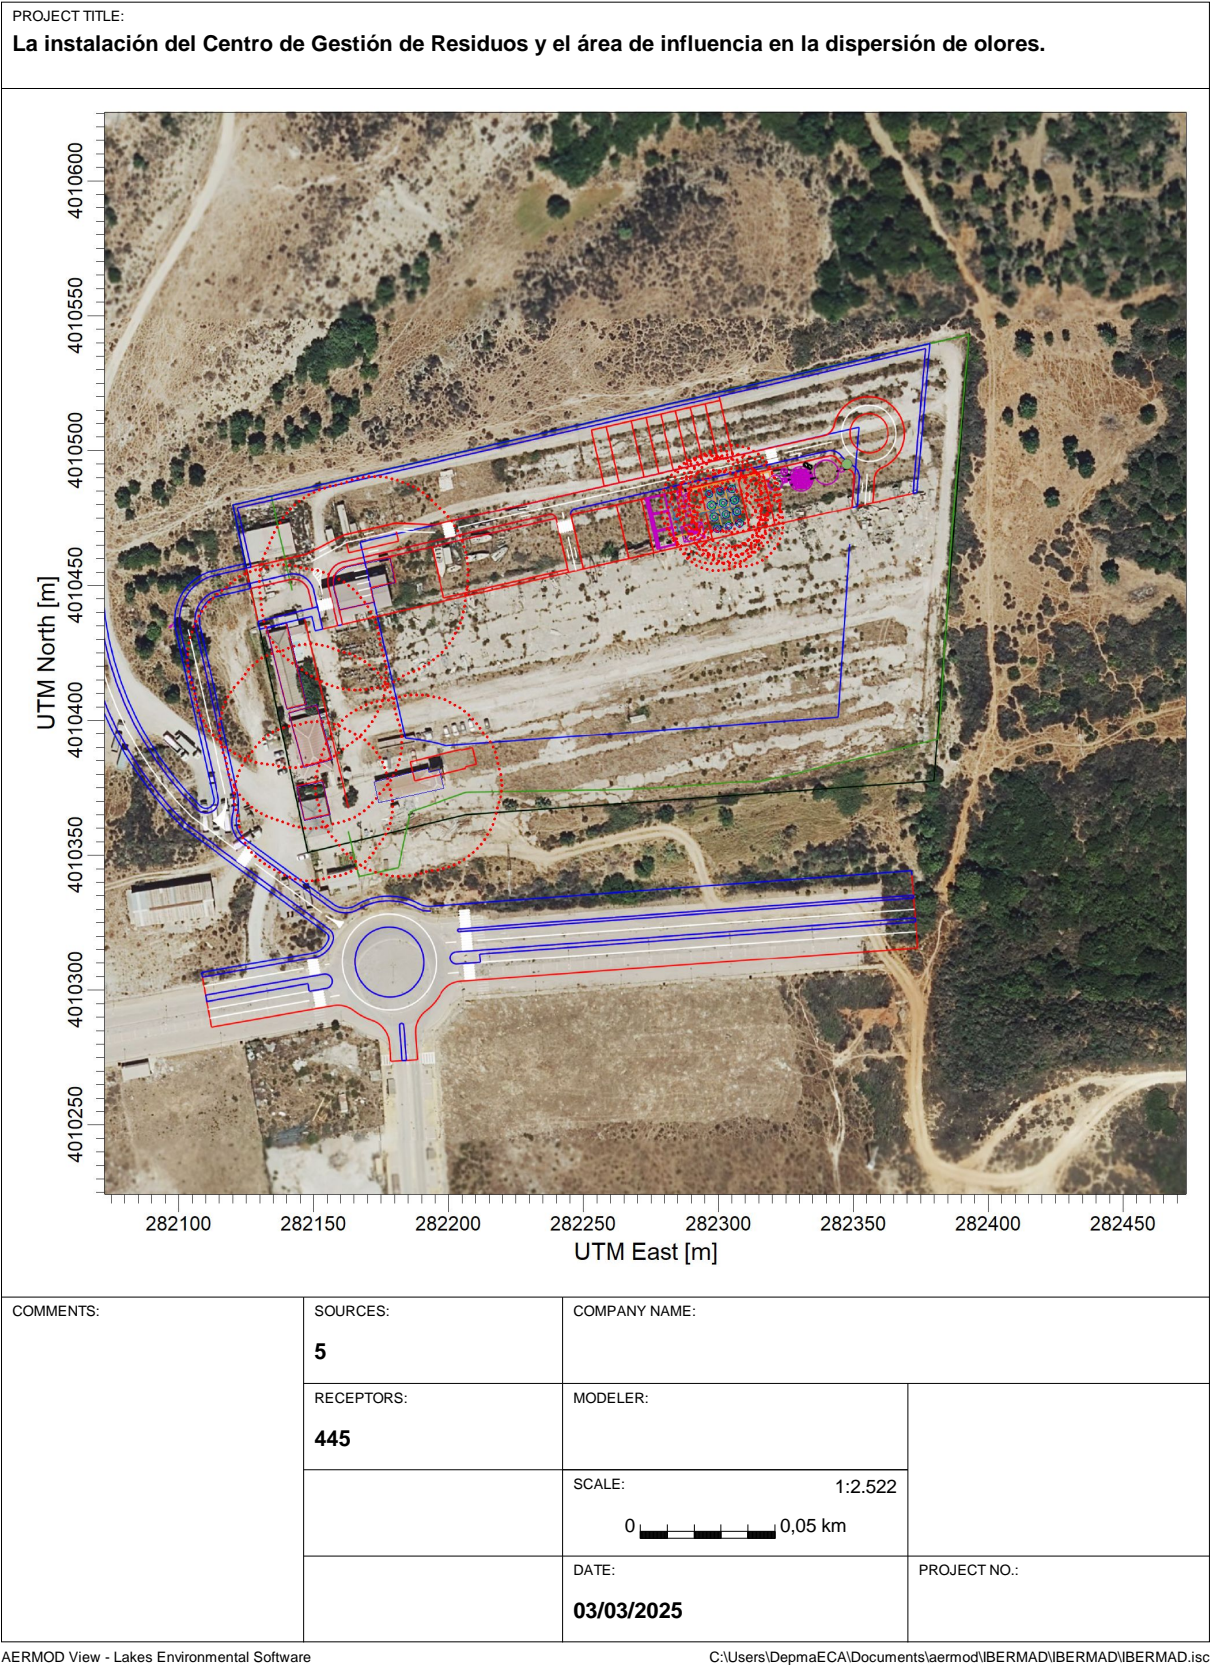 PROJECT TITLE:
La instalación del Centro de Gestión de Residuos y el área de influencia en la dispersión de olores.
UTM North [m]
4010600
4010550
4010500
4010450
4010400
4010350
4010300
4010250
282100 282150 282200 282250 282300 282350 282400 282450
UTM East [m]
COMMENTS:
SOURCES:
5
COMPANY NAME:
RECEPTORS:
445
MODELER:
SCALE:
1:2.522
0 0,05 km
DATE:
03/03/2025
PROJECT NO.:
AERMOD View - Lakes Environmental Software
C:\Users\DepmaECA\Documents\aermod\IBERMAD\IBERMAD\IBERMAD.isc